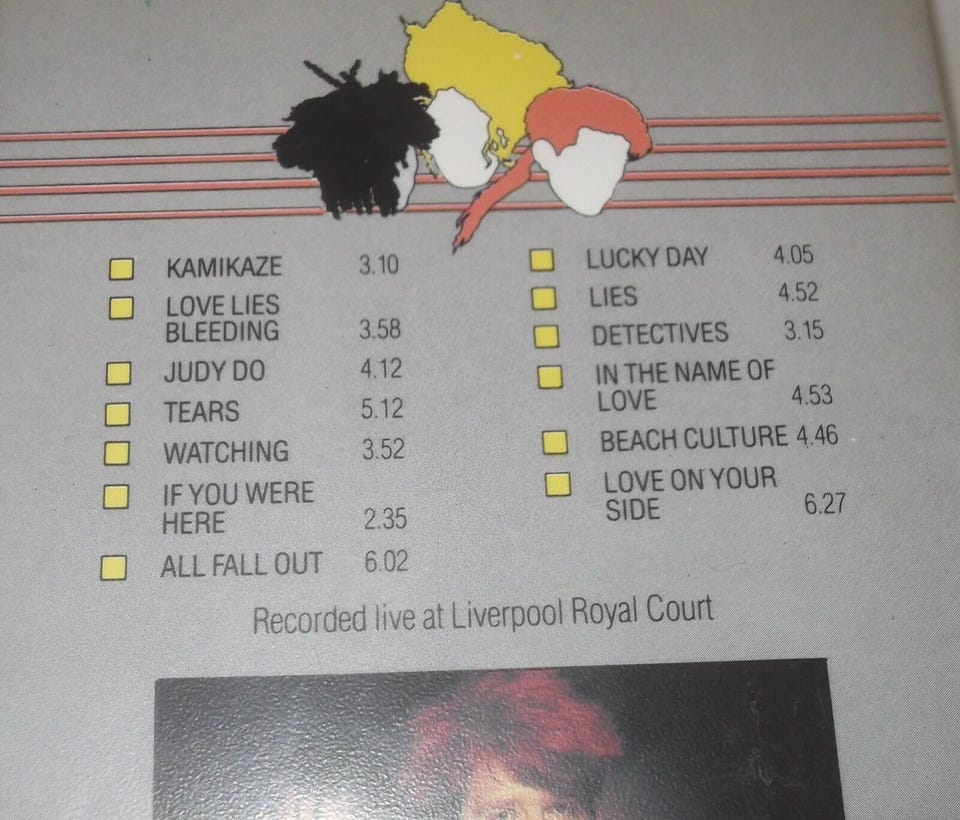 KAMIKAZE 3.10
LOVE LIES
BLEEDING 3.58
JUDY DO 4.12
TEARS 5.12
WATCHING 3.52
IF YOU WERE
HERE 2.35
ALL FALL OUT 6.02
LUCKY DAY 4.05
LIES 4.52
DETECTIVES 3.15
IN THE NAME OF
LOVE 4.53
BEACH CULTURE 4.46
LOVE ON YOUR
SIDE 6.27
Recorded live at Liverpool Royal Court